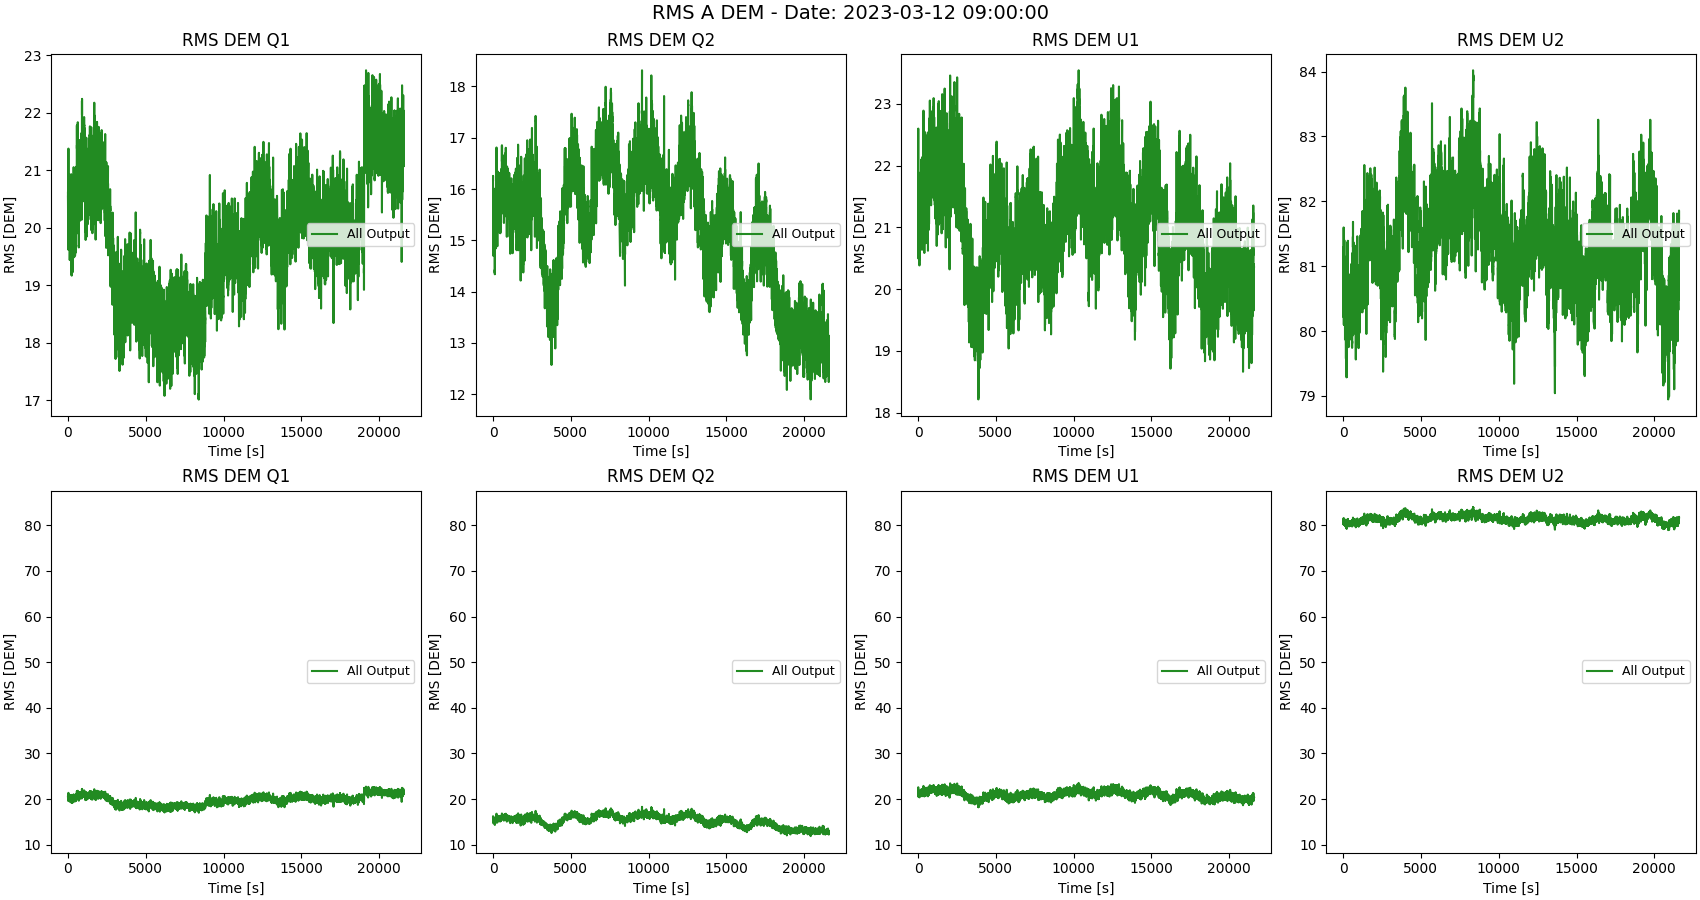 RMS A DEM - Date: 2023-03-12 09:00:00
RMS DEM Q1
RMS [DEM]
23
22
21
20
19
18
17
All Output
0 5000 10000 15000 20000
Time [s]
RMS DEM Q2
RMS [DEM]
18
17
16
15
14
13
12
All Output
0 5000 10000 15000 20000
Time [s]
RMS DEM U1
RMS [DEM]
23
22
21
20
19
18
All Output
0 5000 10000 15000 20000
Time [s]
RMS DEM U2
RMS [DEM]
84
83
82
81
80
79
All Output
0 5000 10000 15000 20000
Time [s]
RMS DEM Q1
RMS [DEM]
80
70
60
50
40
30
20
10
All Output
0 5000 10000 15000 20000
Time [s]
RMS DEM Q2
RMS [DEM]
80
70
60
50
40
30
20
10
All Output
0 5000 10000 15000 20000
Time [s]
RMS DEM U1
RMS [DEM]
80
70
60
50
40
30
20
10
All Output
0 5000 10000 15000 20000
Time [s]
RMS DEM U2
RMS [DEM]
80
70
60
50
40
30
20
10
All Output
0 5000 10000 15000 20000
Time [s]